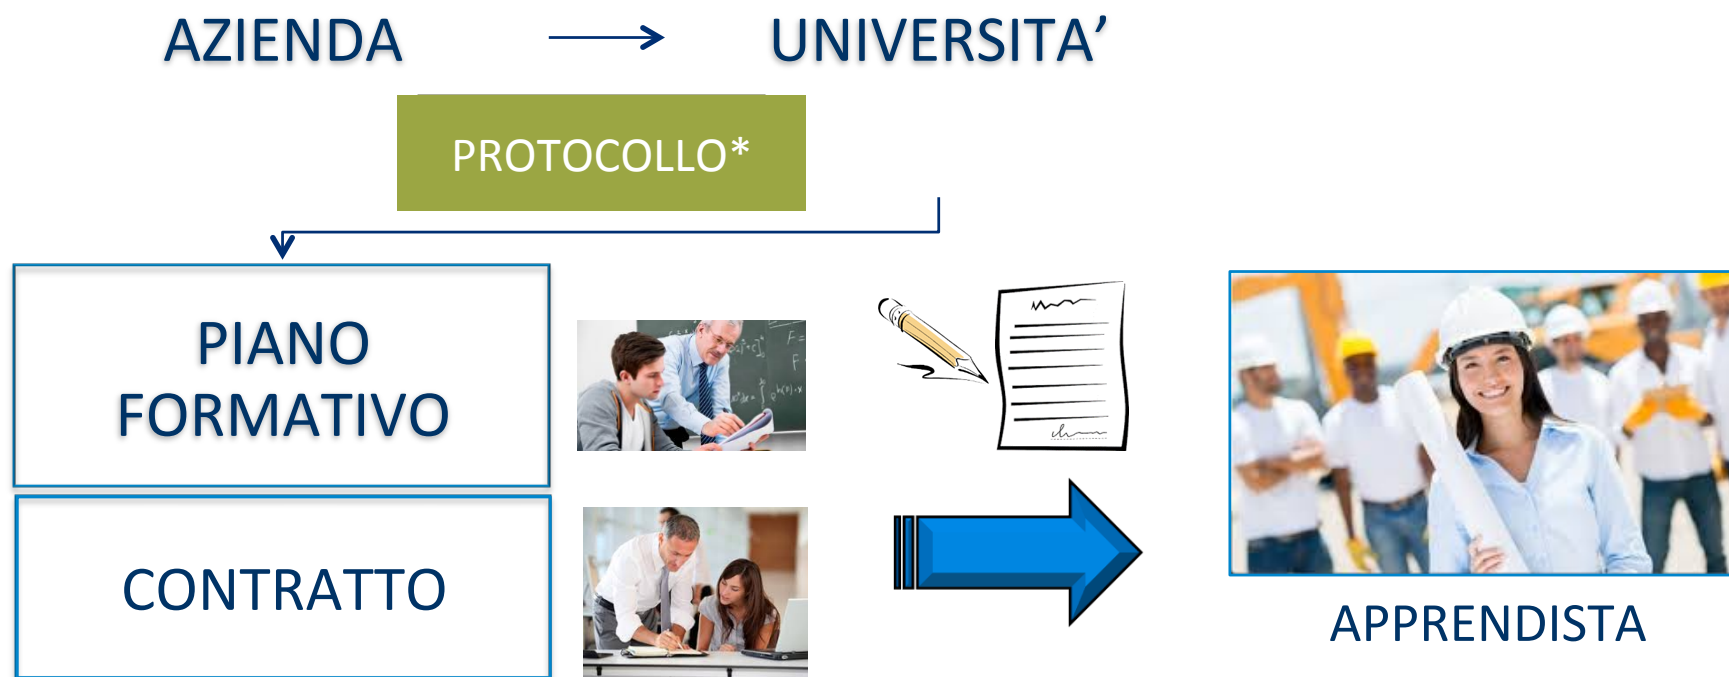 AZIENDA
UNIVERSITA’
PROTOCOLLO*
PIANO
FORMATIVO
CONTRATTO
APPRENDISTA